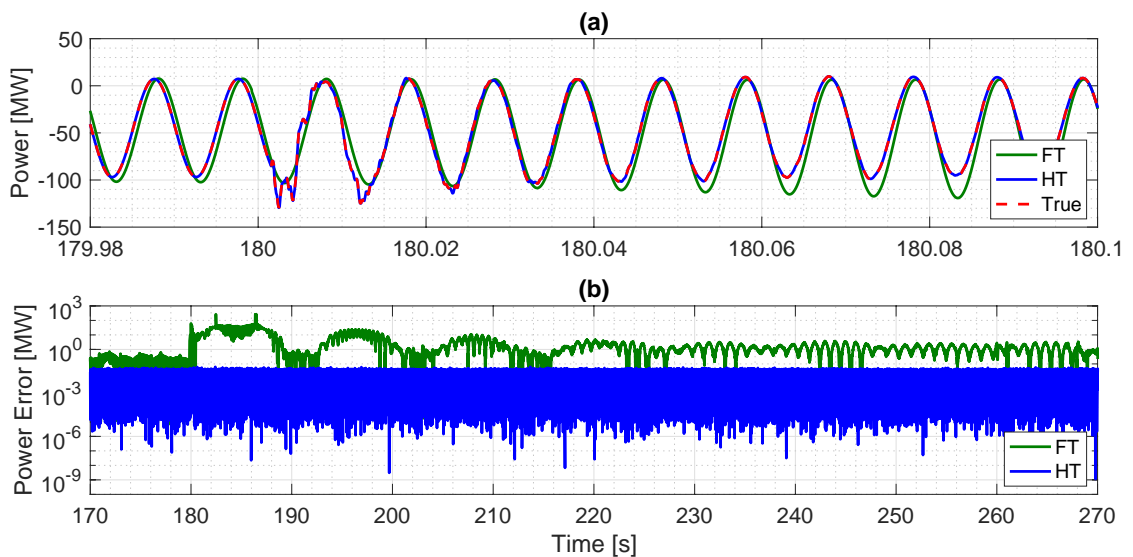 (a)
Power [MW]
50
0
-50
-100
-150
FT
HT
True
179.98 180 180.02 180.04 180.06 180.08 180.1
(b)
Power Error [MW]
10^3
10^0
10^-3
10^-6
10^-9
FT
HT
170 180 190 200 210 220 230 240 250 260 270
Time [s]